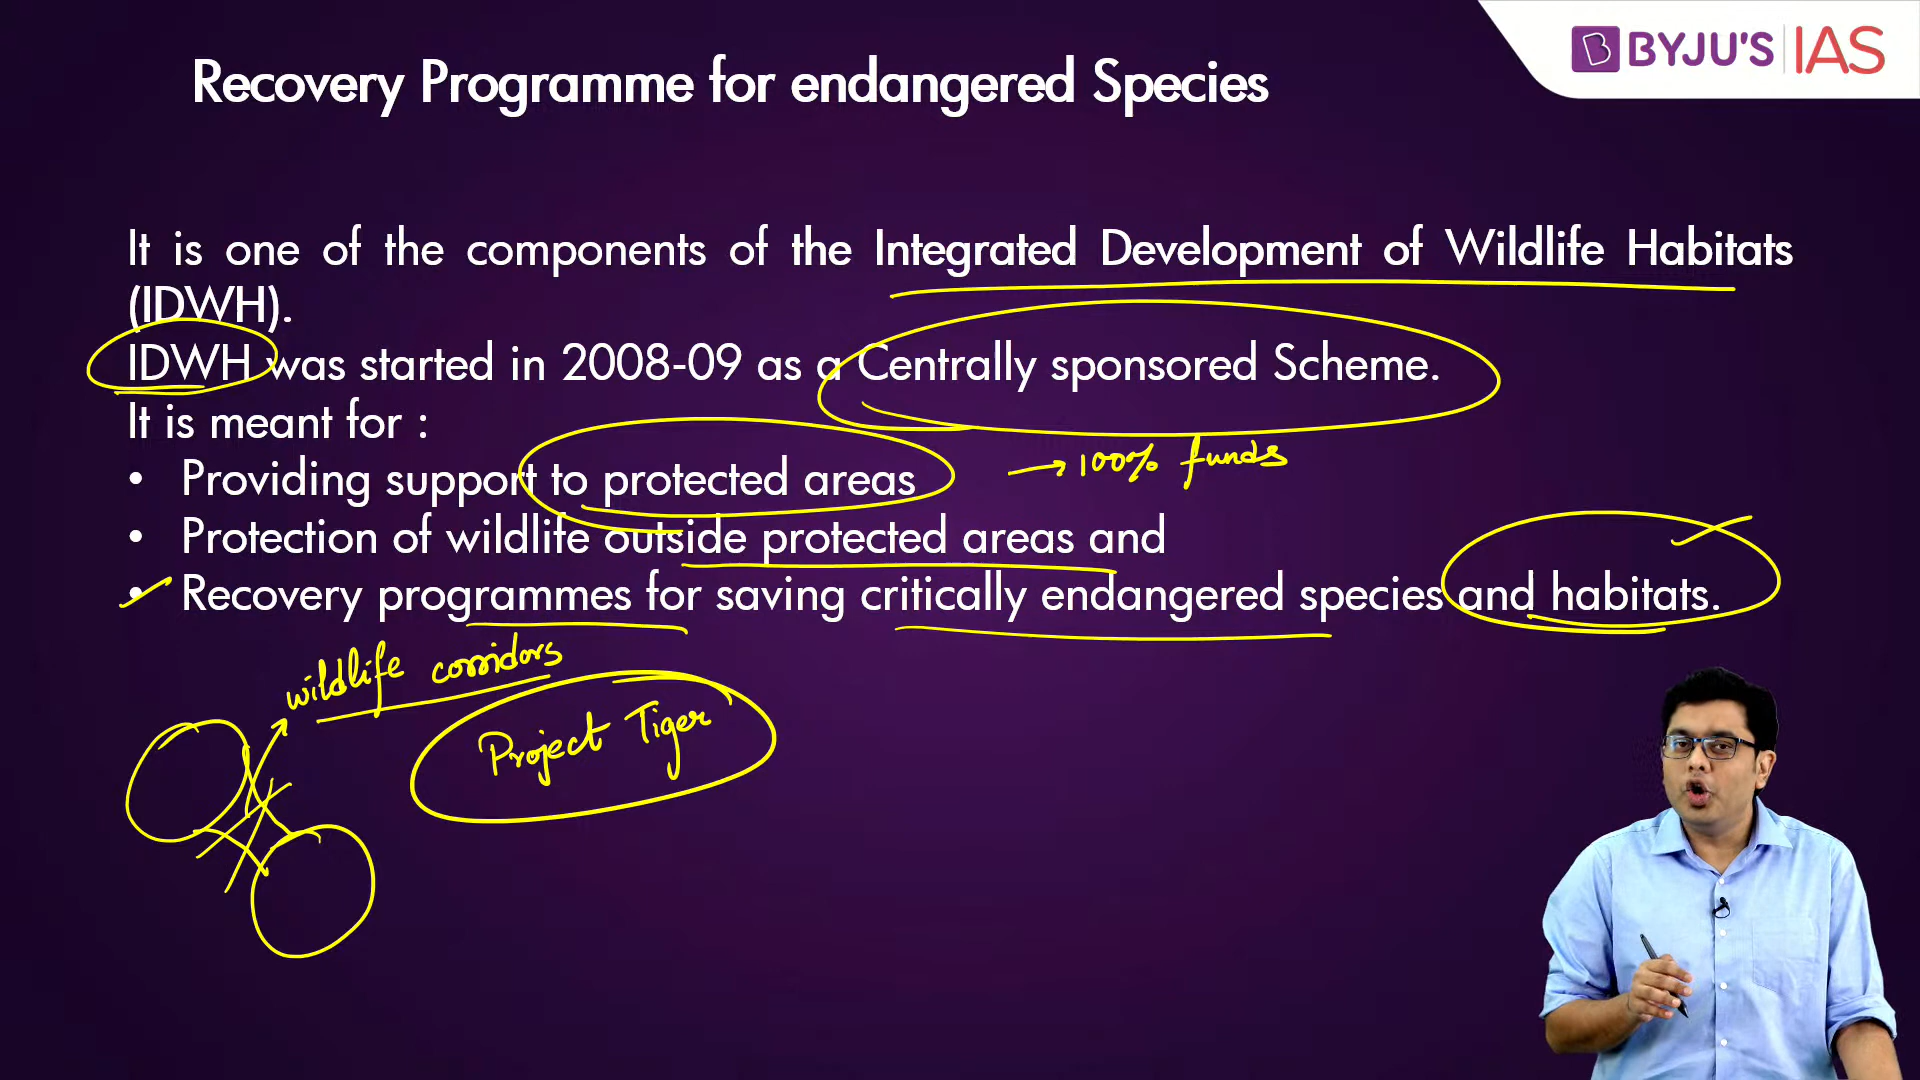 BYJU'S IAS
Recovery Programme for endangered Species
It is one of the components of the Integrated Development of Wildlife Habitats
(IDWH).
IDWH was started in 2008-09 as a Centrally sponsored Scheme.
It is meant for :
→ 100% funds
• Providing support to protected areas
• Protection of wildlife outside protected areas and
• Recovery programmes for saving critically endangered species and habitats.
wildlife corridors
Project Tiger